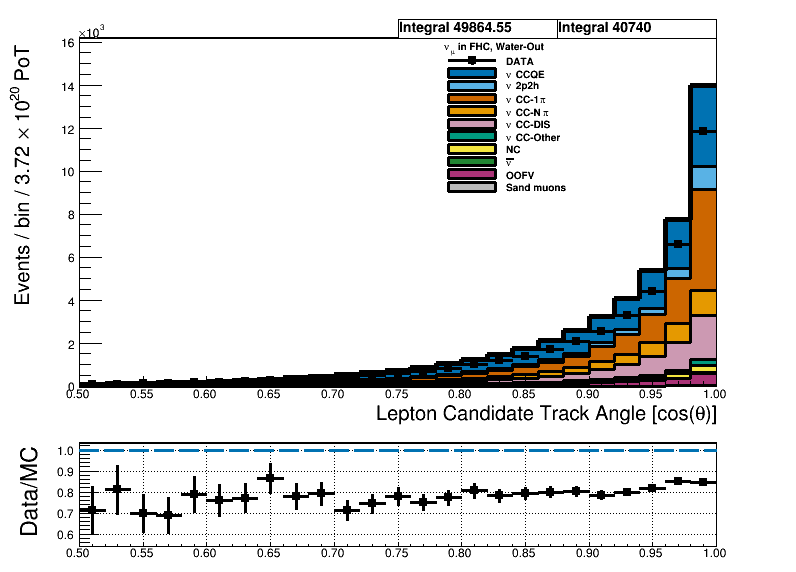 Integral 49864.55 Integral 40740
×10³
16
14
12
10
8
6
4
2
0
Events / bin / 3.72 × 10²⁰ PoT
ν_μ in FHC, Water-Out
DATA
ν CCQE
ν 2p2h
ν CC-1π
ν CC-N π
ν CC-DIS
ν CC-Other
NC
ν̅
OOFV
Sand muons
0.50 0.55 0.60 0.65 0.70 0.75 0.80 0.85 0.90 0.95 1.00
Lepton Candidate Track Angle [cos(θ)]
Data/MC
1.0
0.9
0.8
0.7
0.6
0.50 0.55 0.60 0.65 0.70 0.75 0.80 0.85 0.90 0.95 1.00